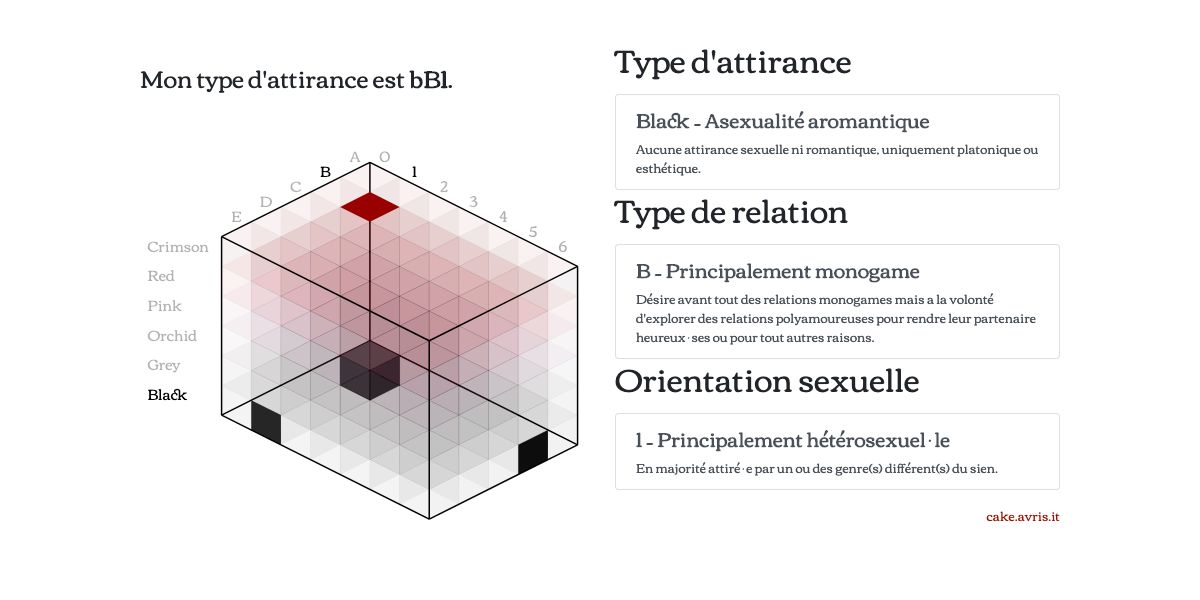 Mon type d'attirance est bB1.
A O
B 1
C 2
D 3
E 4
5
6
Crimson
Red
Pink
Orchid
Grey
Black
Type d'attirance
Black - Asexualité aromantique
Aucune attirance sexuelle ni romantique, uniquement platonique ou
esthétique.
Type de relation
B - Principalement monogame
Désire avant tout des relations monogames mais a la volonté
d'explorer des relations polyamoureuses pour rendre leur partenaire
heureux·ses ou pour tout autres raisons.
Orientation sexuelle
1 - Principalement hétérosexuel·le
En majorité attiré·e par un ou des genre(s) différent(s) du sien.
cake.avris.it